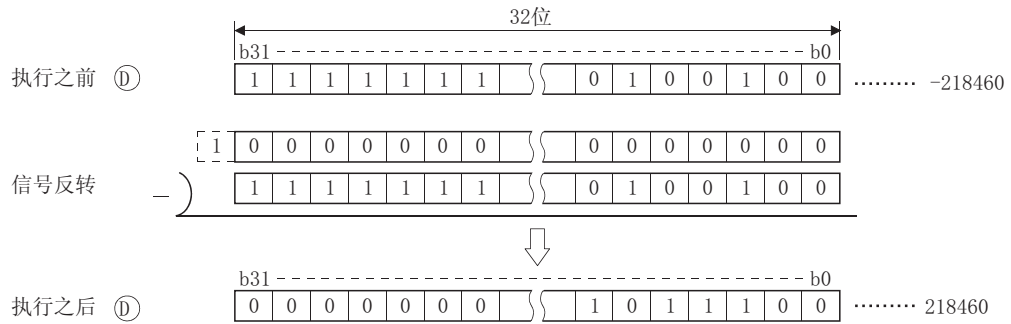 32位
b31 b0
执行之前 D 1 1 1 1 1 1 1 0 1 0 0 1 0 0 ········· -218460
1 0 0 0 0 0 0 0 0 0 0 0 0 0 0
信号反转 - 1 1 1 1 1 1 1 0 1 0 0 1 0 0
b31 b0
执行之后 D 0 0 0 0 0 0 0 1 0 1 1 1 0 0 ········· 218460